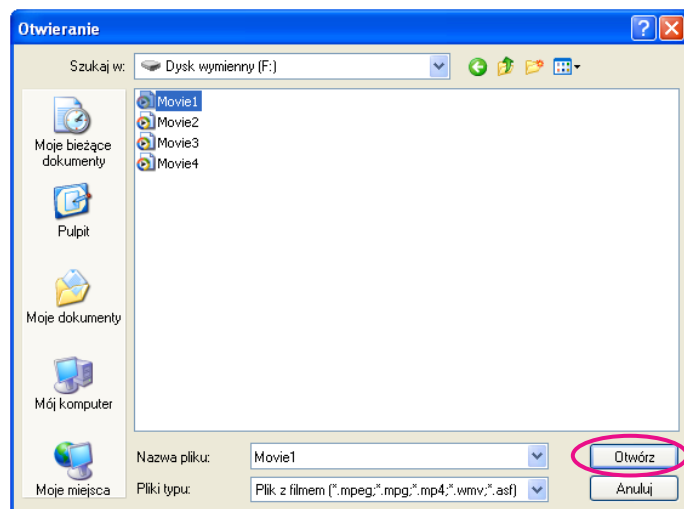 Otwieranie
Szukaj w: Dysk wymienny (F:)
Movie1
Movie2
Movie3
Movie4
Moje bieżące
dokumenty
Pulpit
Moje dokumenty
Mój komputer
Moje miejsca
Nazwa pliku: Movie1 Otwórz
Pliki typu: Plik z filmem (*.mpeg;*.mpg;*.mp4;*.wmv;*.asf) Anuluj